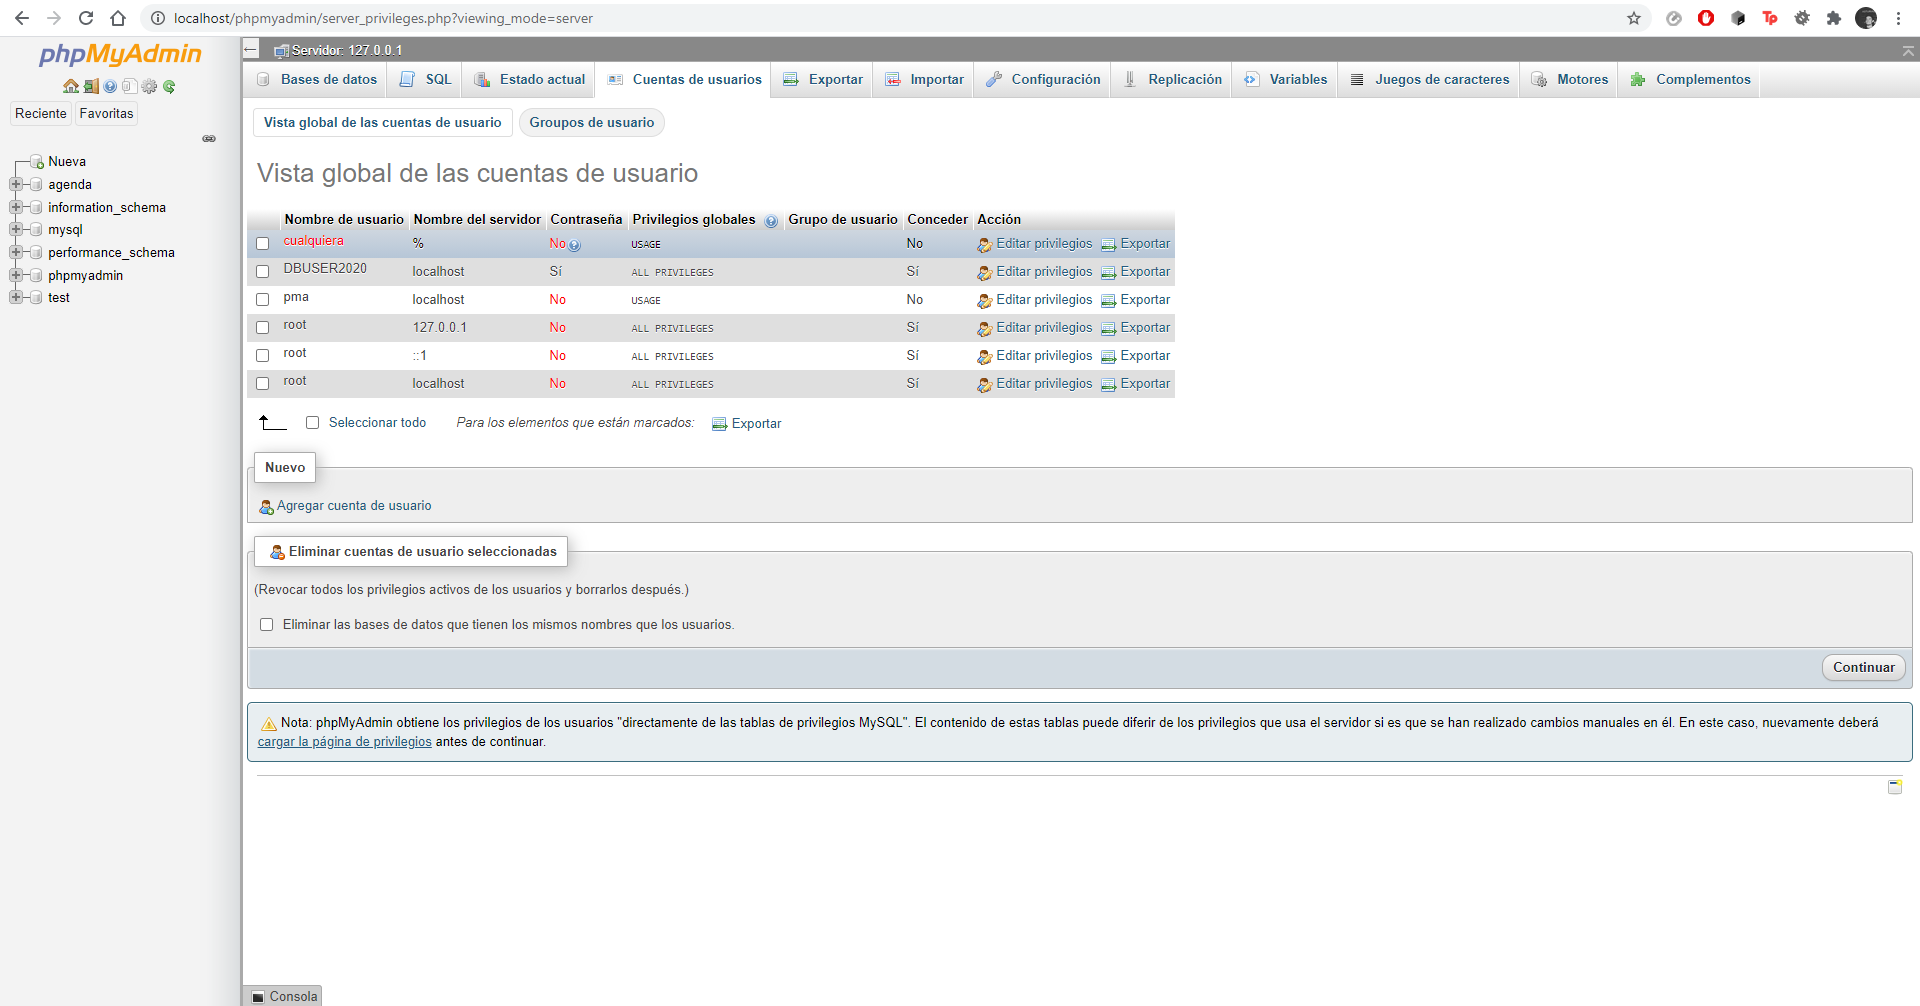 localhost/phpmyadmin/server_privileges.php?viewing_mode=server
phpMyAdmin
Reciente Favoritas
Nueva
agenda
information_schema
mysql
performance_schema
phpmyadmin
test
Servidor: 127.0.0.1
Bases de datos SQL Estado actual Cuentas de usuarios Exportar Importar Configuración Replicación Variables Juegos de caracteres Motores Complementos
Vista global de las cuentas de usuario Groupos de usuario
Vista global de las cuentas de usuario
Nombre de usuario Nombre del servidor Contraseña Privilegios globales Grupo de usuario Conceder Acción
cualquiera % No USAGE No Editar privilegios Exportar
DBUSER2020 localhost Sí ALL PRIVILEGES Sí Editar privilegios Exportar
pma localhost No USAGE No Editar privilegios Exportar
root 127.0.0.1 No ALL PRIVILEGES Sí Editar privilegios Exportar
root ::1 No ALL PRIVILEGES Sí Editar privilegios Exportar
root localhost No ALL PRIVILEGES Sí Editar privilegios Exportar
Seleccionar todo Para los elementos que están marcados: Exportar
Nuevo
Agregar cuenta de usuario
Eliminar cuentas de usuario seleccionadas
(Revocar todos los privilegios activos de los usuarios y borrarlos después.)
Eliminar las bases de datos que tienen los mismos nombres que los usuarios.
Continuar
Nota: phpMyAdmin obtiene los privilegios de los usuarios "directamente de las tablas de privilegios MySQL". El contenido de estas tablas puede diferir de los privilegios que usa el servidor si es que se han realizado cambios manuales en él. En este caso, nuevamente deberá
cargar la página de privilegios antes de continuar.
Consola